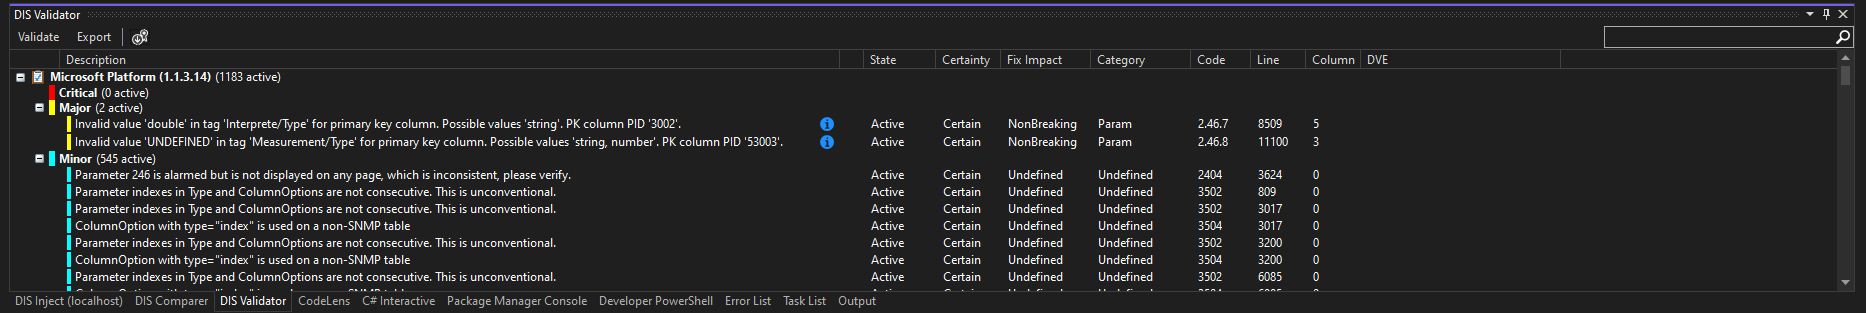 DIS Validator
Validate Export
Description State Certainty Fix Impact Category Code Line Column DVE
Microsoft Platform (1.1.3.14) (1183 active)
Critical (0 active)
Major (2 active)
Invalid value 'double' in tag 'Interprete/Type' for primary key column. Possible values 'string'. PK column PID '3002'. Active Certain NonBreaking Param 2.46.7 8509 5
Invalid value 'UNDEFINED' in tag 'Measurement/Type' for primary key column. Possible values 'string, number'. PK column PID '53003'. Active Certain NonBreaking Param 2.46.8 11100 3
Minor (545 active)
Parameter 246 is alarmed but is not displayed on any page, which is inconsistent, please verify. Active Certain Undefined Undefined 2404 3624 0
Parameter indexes in Type and ColumnOptions are not consecutive. This is unconventional. Active Certain Undefined Undefined 3502 809 0
Parameter indexes in Type and ColumnOptions are not consecutive. This is unconventional. Active Certain Undefined Undefined 3502 3017 0
ColumnOption with type="index" is used on a non-SNMP table Active Certain Undefined Undefined 3504 3017 0
Parameter indexes in Type and ColumnOptions are not consecutive. This is unconventional. Active Certain Undefined Undefined 3502 3200 0
ColumnOption with type="index" is used on a non-SNMP table Active Certain Undefined Undefined 3504 3200 0
Parameter indexes in Type and ColumnOptions are not consecutive. This is unconventional. Active Certain Undefined Undefined 3502 6085 0
DIS Inject (localhost) DIS Comparer DIS Validator CodeLens C# Interactive Package Manager Console Developer PowerShell Error List Task List Output